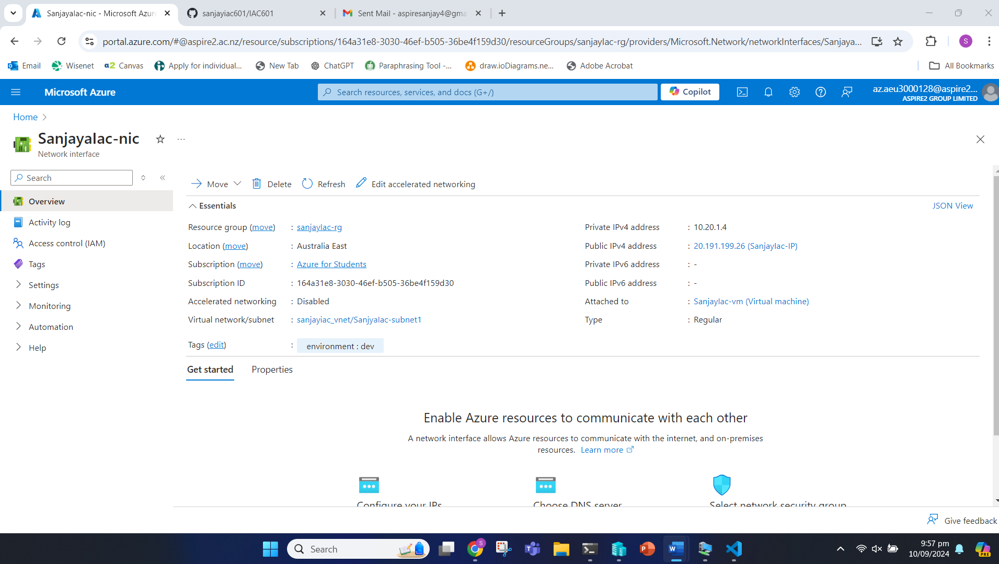 SanjayaIac-nic - Microsoft Azur
sanjayiac601/IAC601
Sent Mail - aspiresanjay4@gma
portal.azure.com/#@aspire2.ac.nz/resource/subscriptions/164a31e8-3030-46ef-b505-36be4f159d30/resourceGroups/sanjayIac-rg/providers/Microsoft.Network/networkInterfaces/Sanjaya...
S
Email
Wisenet
a2 Canvas
Apply for individual...
New Tab
ChatGPT
Paraphrasing Tool -...
draw.ioDiagrams.ne...
Adobe Acrobat
All Bookmarks
Microsoft Azure
Search resources, services, and docs (G+/)
Copilot
az.aeu3000128@aspire2...
ASPIRE2 GROUP LIMITED
Home
SanjayaIac-nic
Network interface
Search
Overview
Activity log
Access control (IAM)
Tags
Settings
Monitoring
Automation
Help
Move
Delete
Refresh
Edit accelerated networking
Essentials
JSON View
Resource group (move) : sanjayIac-rg
Location (move) : Australia East
Subscription (move) : Azure for Students
Subscription ID : 164a31e8-3030-46ef-b505-36be4f159d30
Accelerated networking : Disabled
Virtual network/subnet : sanjayiac_vnet/SanjyaIac-subnet1
Tags (edit) : environment : dev
Private IPv4 address : 10.20.1.4
Public IPv4 address : 20.191.199.26 (SanjayIac-IP)
Private IPv6 address : -
Public IPv6 address : -
Attached to : SanjayIac-vm (Virtual machine)
Type : Regular
Get started
Properties
Enable Azure resources to communicate with each other
A network interface allows Azure resources to communicate with the internet, and on-premises
resources. Learn more
Configure your IPs
Choose DNS server
Select network security group
Give feedback
Search
S
9:57 pm
10/09/2024
PRE